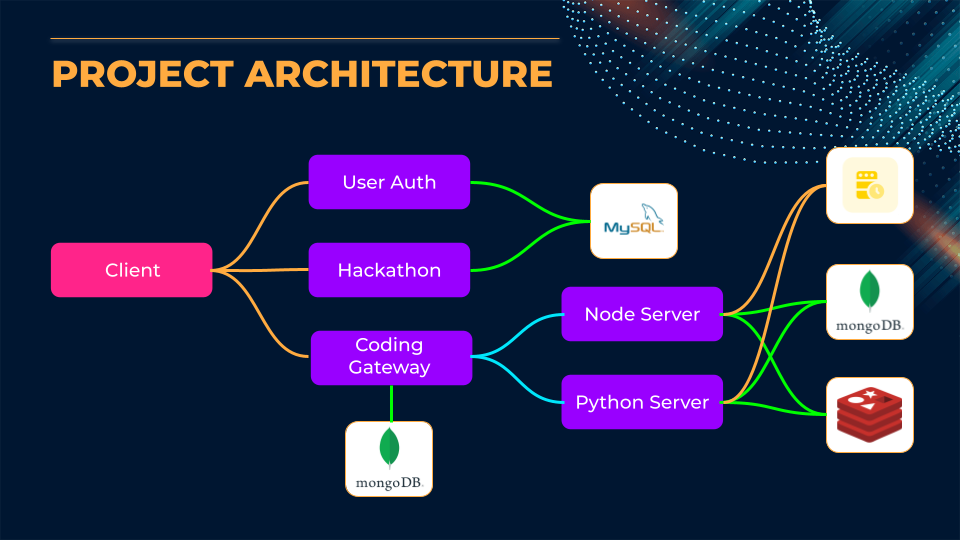 PROJECT ARCHITECTURE
User Auth
MySQL
Client
Hackathon
Node Server
mongoDB
Coding
Gateway
Python Server
mongoDB